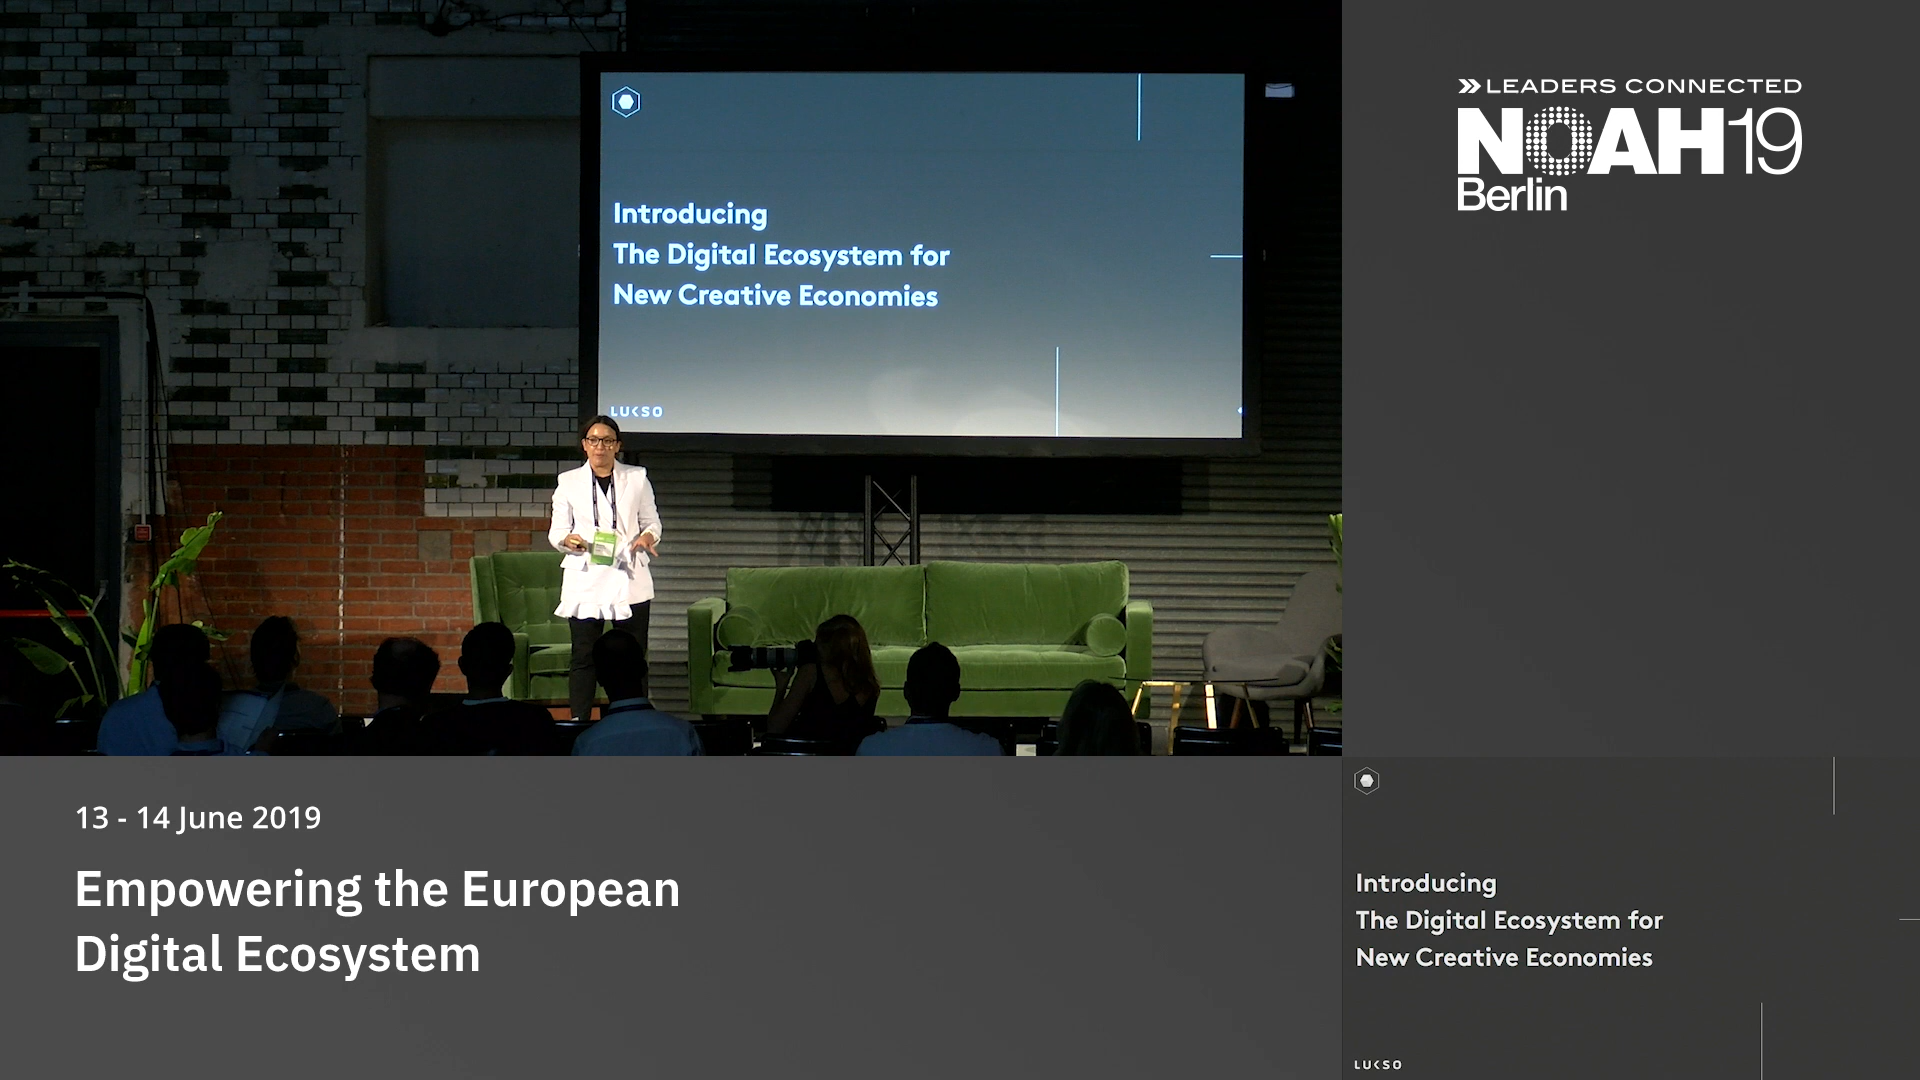 Introducing
The Digital Ecosystem for
New Creative Economies
LUKSO
LEADERS CONNECTED
NOAH19
Berlin
13 - 14 June 2019
Empowering the European
Digital Ecosystem
Introducing
The Digital Ecosystem for
New Creative Economies
LUKSO